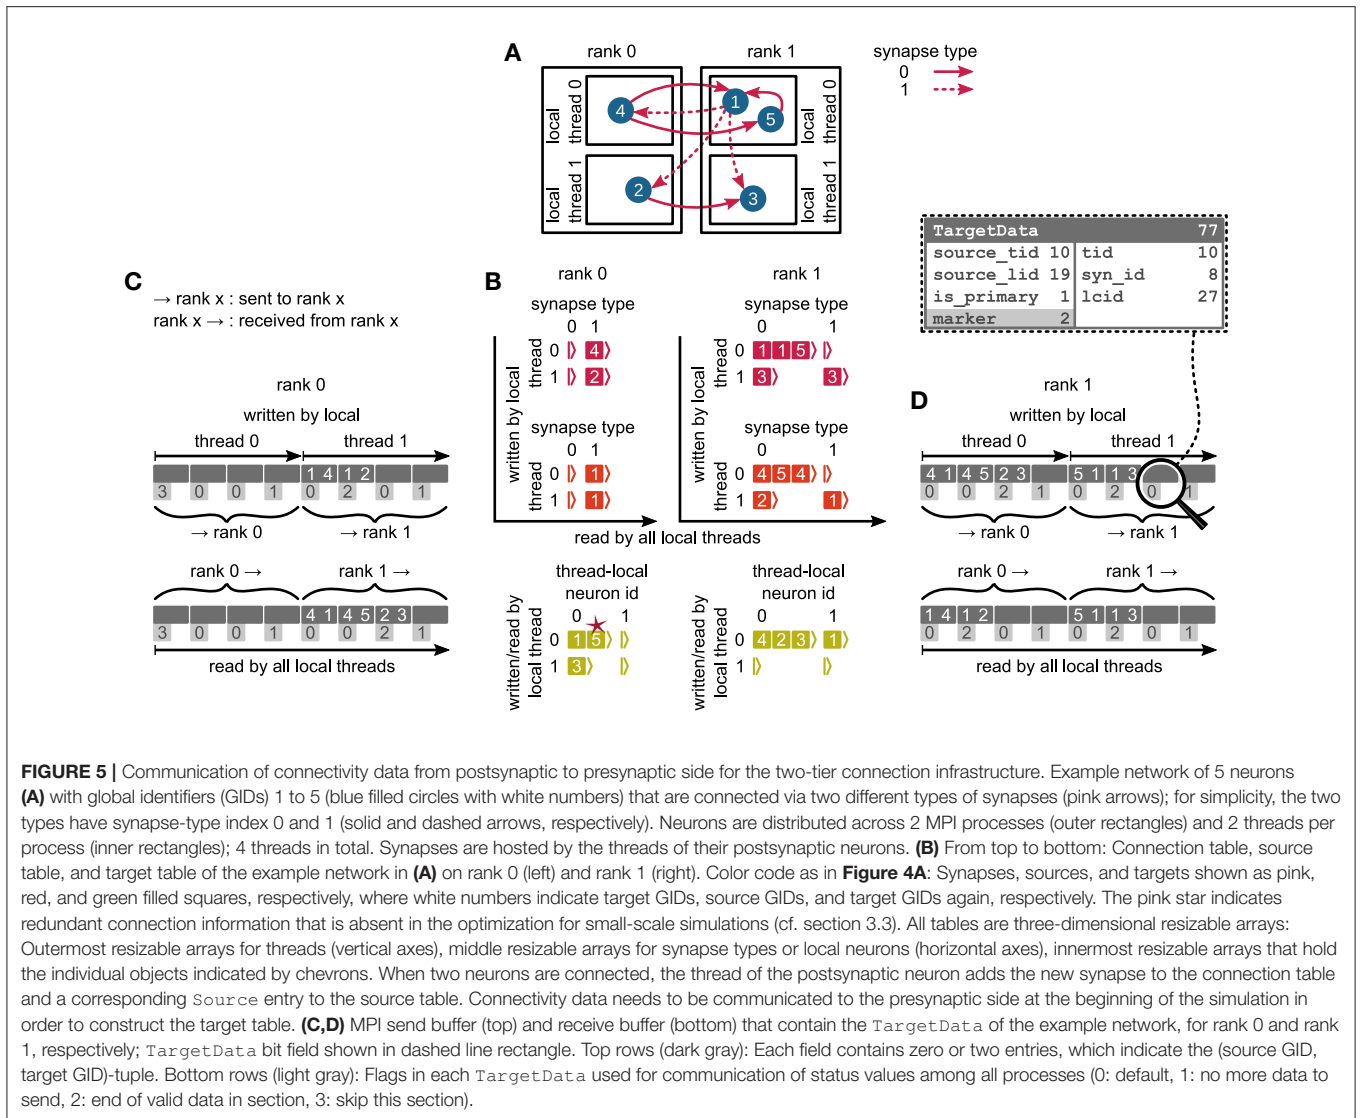 A
rank 0
rank 1
synapse type
0
1
local
thread 0
4
1
5
local
thread 0
local
thread 1
2
3
local
thread 1
TargetData 77
source_tid 10 tid 10
source_lid 19 syn_id 8
is_primary 1 lcid 27
marker 2
C
→ rank x : sent to rank x
rank x → : received from rank x
rank 0
written by local
thread 0 thread 1
1 4 1 2
3 0 0 1 0 2 0 1
→ rank 0 → rank 1
rank 0 → rank 1 →
4 1 4 5 2 3
3 0 0 1 0 0 2 1
read by all local threads
B
rank 0
rank 1
synapse type
0 1
written by local
thread
0 4
1 2
synapse type
0 1
thread
0 1
1 1
synapse type
0 1
written by local
thread
0 1 1 5
1 3 3
synapse type
0 1
thread
0 4 5 4
1 2 1
read by all local threads
thread-local
neuron id
0 1
written/read by
local thread
0 1 5
1 3
thread-local
neuron id
0 1
written/read by
local thread
0 4 2 3 1
1
D
rank 1
written by local
thread 0 thread 1
4 1 4 5 2 3 5 1 1 3
0 0 2 1 0 2 0 1
→ rank 0 → rank 1
rank 0 → rank 1 →
1 4 1 2 5 1 1 3
0 2 0 1 0 2 0 1
read by all local threads
FIGURE 5 | Communication of connectivity data from postsynaptic to presynaptic side for the two-tier connection infrastructure. Example network of 5 neurons
(A) with global identifiers (GIDs) 1 to 5 (blue filled circles with white numbers) that are connected via two different types of synapses (pink arrows); for simplicity, the two
types have synapse-type index 0 and 1 (solid and dashed arrows, respectively). Neurons are distributed across 2 MPI processes (outer rectangles) and 2 threads per
process (inner rectangles); 4 threads in total. Synapses are hosted by the threads of their postsynaptic neurons. (B) From top to bottom: Connection table, source
table, and target table of the example network in (A) on rank 0 (left) and rank 1 (right). Color code as in Figure 4A: Synapses, sources, and targets shown as pink,
red, and green filled squares, respectively, where white numbers indicate target GIDs, source GIDs, and target GIDs again, respectively. The pink star indicates
redundant connection information that is absent in the optimization for small-scale simulations (cf. section 3.3). All tables are three-dimensional resizable arrays:
Outermost resizable arrays for threads (vertical axes), middle resizable arrays for synapse types or local neurons (horizontal axes), innermost resizable arrays that hold
the individual objects indicated by chevrons. When two neurons are connected, the thread of the postsynaptic neuron adds the new synapse to the connection table
and a corresponding Source entry to the source table. Connectivity data needs to be communicated to the presynaptic side at the beginning of the simulation in
order to construct the target table. (C,D) MPI send buffer (top) and receive buffer (bottom) that contain the TargetData of the example network, for rank 0 and rank
1, respectively; TargetData bit field shown in dashed line rectangle. Top rows (dark gray): Each field contains zero or two entries, which indicate the (source GID,
target GID)-tuple. Bottom rows (light gray): Flags in each TargetData used for communication of status values among all processes (0: default, 1: no more data to
send, 2: end of valid data in section, 3: skip this section).